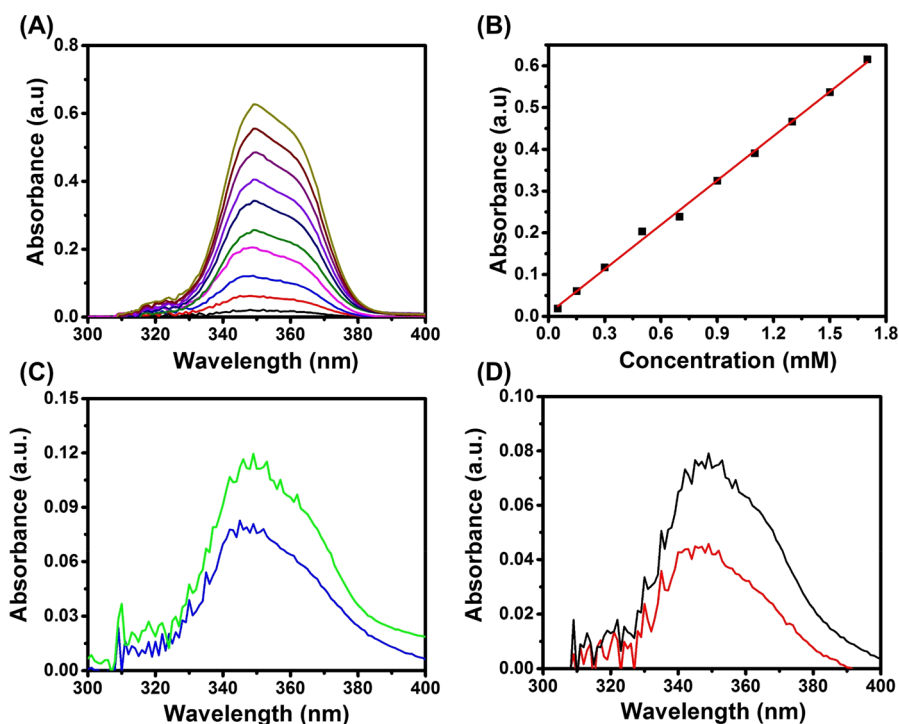 (A)
0.8
0.6
0.4
0.2
0.0
Absorbance (a.u)
300 320 340 360 380 400
Wavelength (nm)
(B)
0.6
0.5
0.4
0.3
0.2
0.1
0.0
Absorbance (a.u)
0.0 0.3 0.6 0.9 1.2 1.5 1.8
Concentration (mM)
(C)
0.15
0.12
0.09
0.06
0.03
0.00
Absorbance (a.u.)
300 320 340 360 380 400
Wavelength (nm)
(D)
0.10
0.08
0.06
0.04
0.02
0.00
Absorbance (a.u.)
300 320 340 360 380 400
Wavelength (nm)